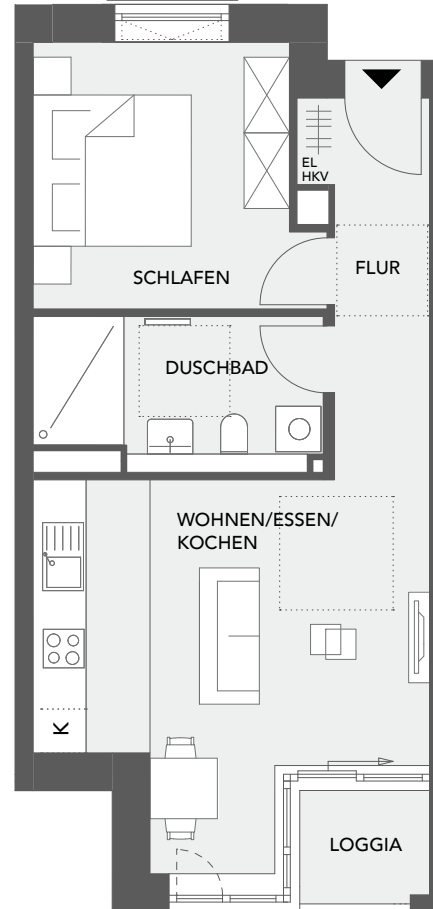 EL
HKV
SCHLAFEN
FLUR
DUSCHBAD
WOHNEN/ESSEN/
KOCHEN
K
LOGGIA